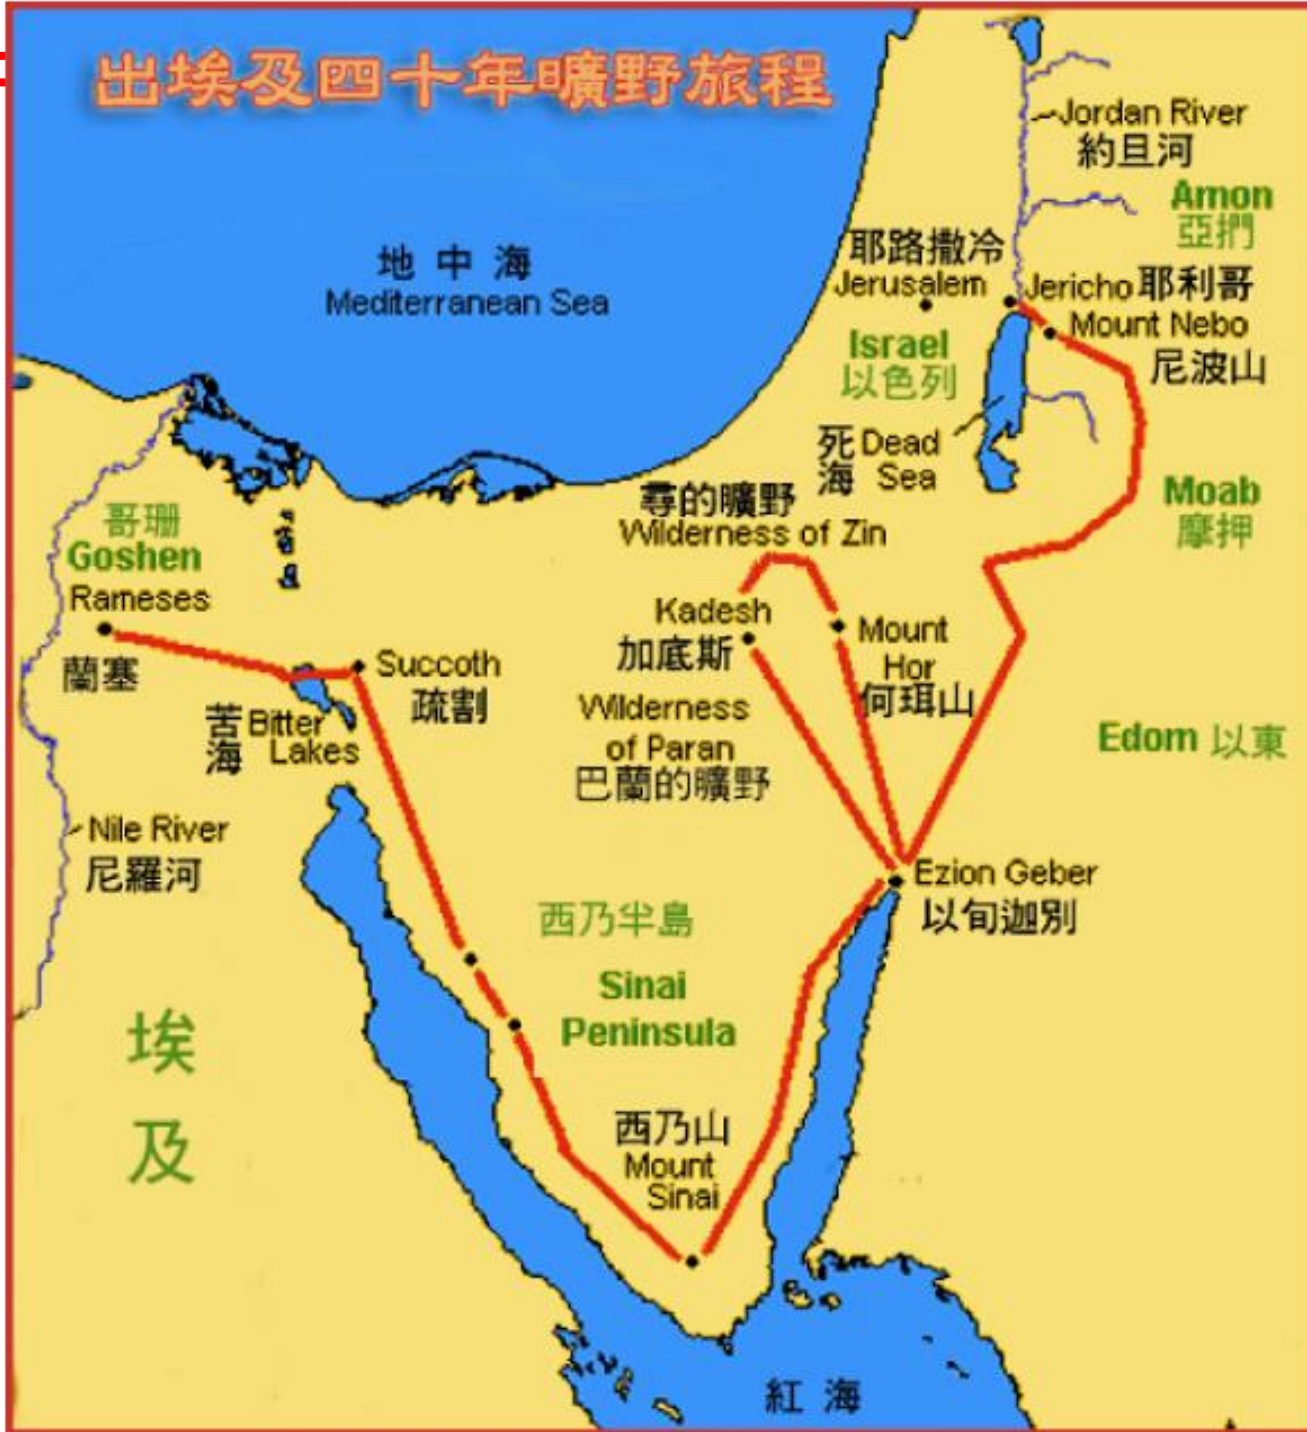 出埃及四十年曠野旅程
Jordan River
約旦河
Amon
亞捫
地 中 海
Mediterranean Sea
耶路撒冷
Jerusalem
Jericho 耶利哥
Mount Nebo
尼波山
Israel
以色列
死海
Dead
Sea
尋的曠野
Wilderness of Zin
Moab
摩押
哥珊
Goshen
Rameses
蘭塞
Kadesh
加底斯
Mount
Hor
何珥山
Succoth
疏割
苦海
Bitter
Lakes
Wilderness
of Paran
巴蘭的曠野
Edom 以東
Nile River
尼羅河
Ezion Geber
以旬迦別
西乃半島
Sinai
Peninsula
埃及
西乃山
Mount
Sinai
紅 海